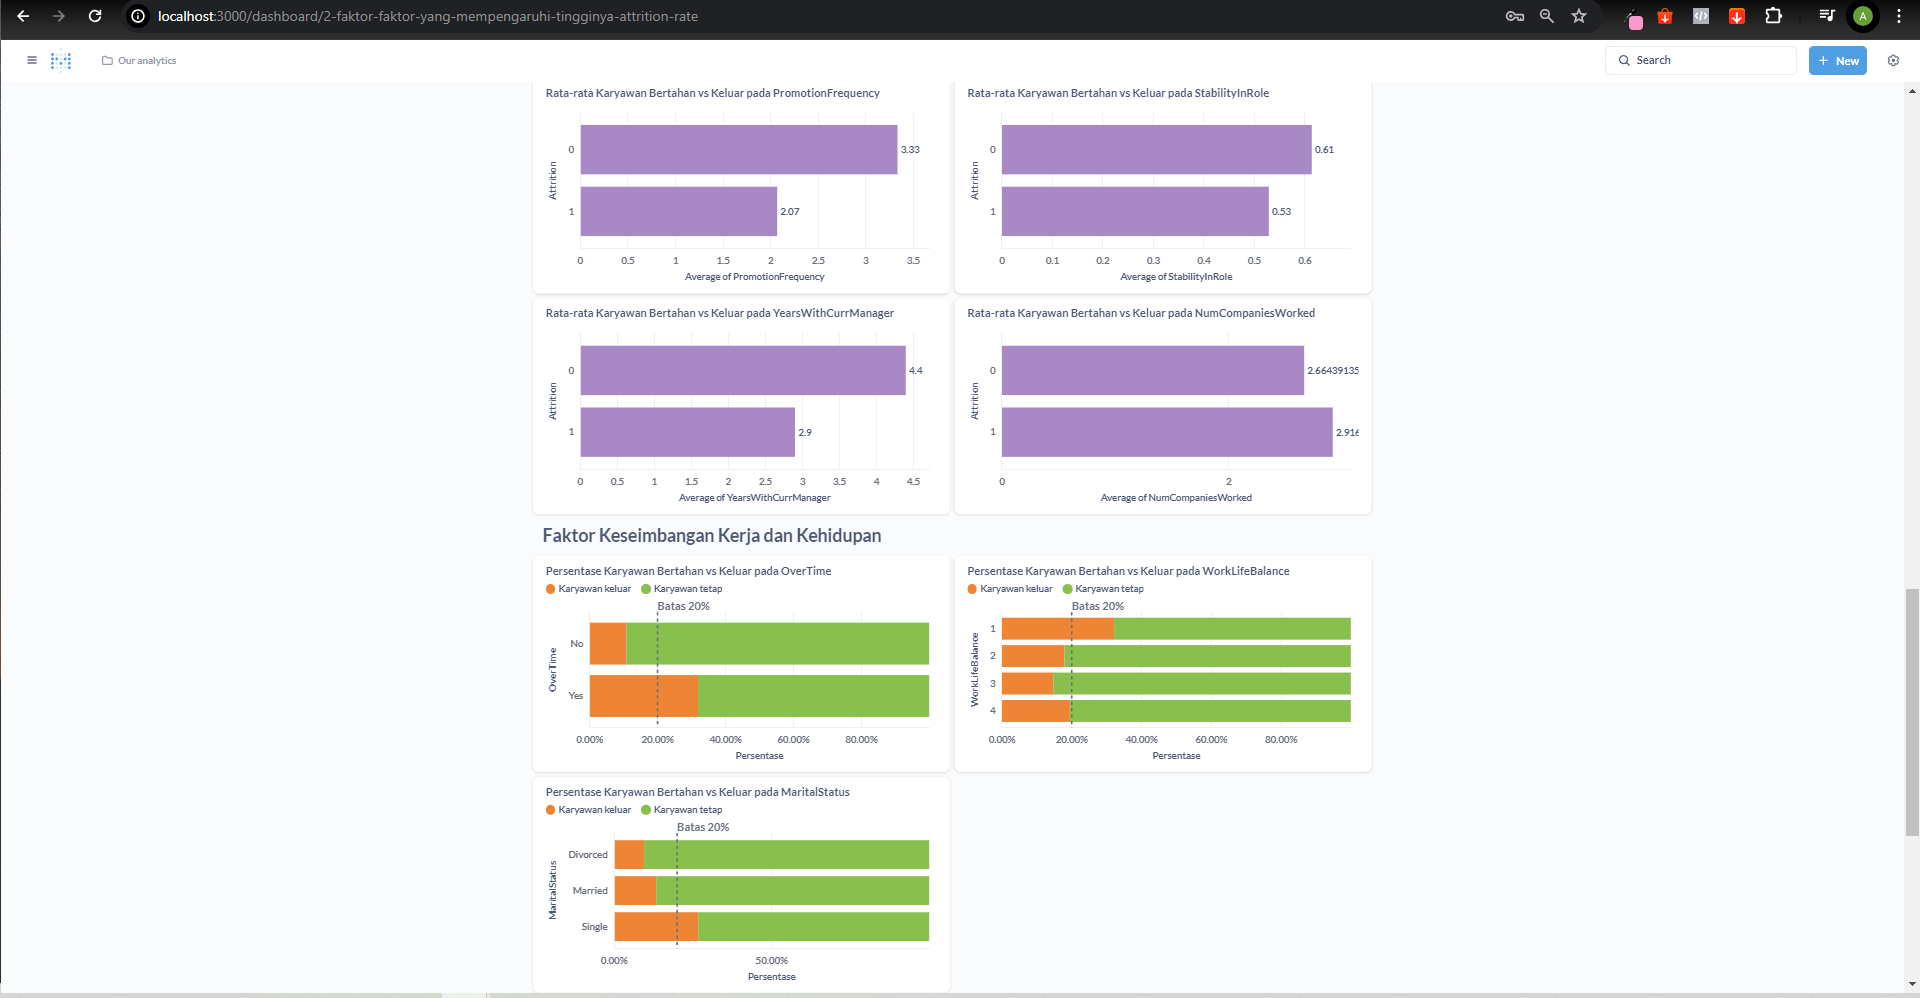 localhost:3000/dashboard/2-faktor-faktor-yang-mempengaruhi-tingginya-attrition-rate
A
Our analytics
Search
+ New
Rata-rata Karyawan Bertahan vs Keluar pada PromotionFrequency
Attrition
0
3.33
1
2.07
0 0.5 1 1.5 2 2.5 3 3.5
Average of PromotionFrequency
Rata-rata Karyawan Bertahan vs Keluar pada StabilityInRole
Attrition
0
0.61
1
0.53
0 0.1 0.2 0.3 0.4 0.5 0.6
Average of StabilityInRole
Rata-rata Karyawan Bertahan vs Keluar pada YearsWithCurrManager
Attrition
0
4.4
1
2.9
0 0.5 1 1.5 2 2.5 3 3.5 4 4.5
Average of YearsWithCurrManager
Rata-rata Karyawan Bertahan vs Keluar pada NumCompaniesWorked
Attrition
0
2.66439135
1
2.916
0 2
Average of NumCompaniesWorked
Faktor Keseimbangan Kerja dan Kehidupan
Persentase Karyawan Bertahan vs Keluar pada OverTime
Karyawan keluar Karyawan tetap
Batas 20%
OverTime
No
Yes
0.00% 20.00% 40.00% 60.00% 80.00%
Persentase
Persentase Karyawan Bertahan vs Keluar pada WorkLifeBalance
Karyawan keluar Karyawan tetap
Batas 20%
WorkLifeBalance
1
2
3
4
0.00% 20.00% 40.00% 60.00% 80.00%
Persentase
Persentase Karyawan Bertahan vs Keluar pada MaritalStatus
Karyawan keluar Karyawan tetap
Batas 20%
MaritalStatus
Divorced
Married
Single
0.00% 50.00%
Persentase